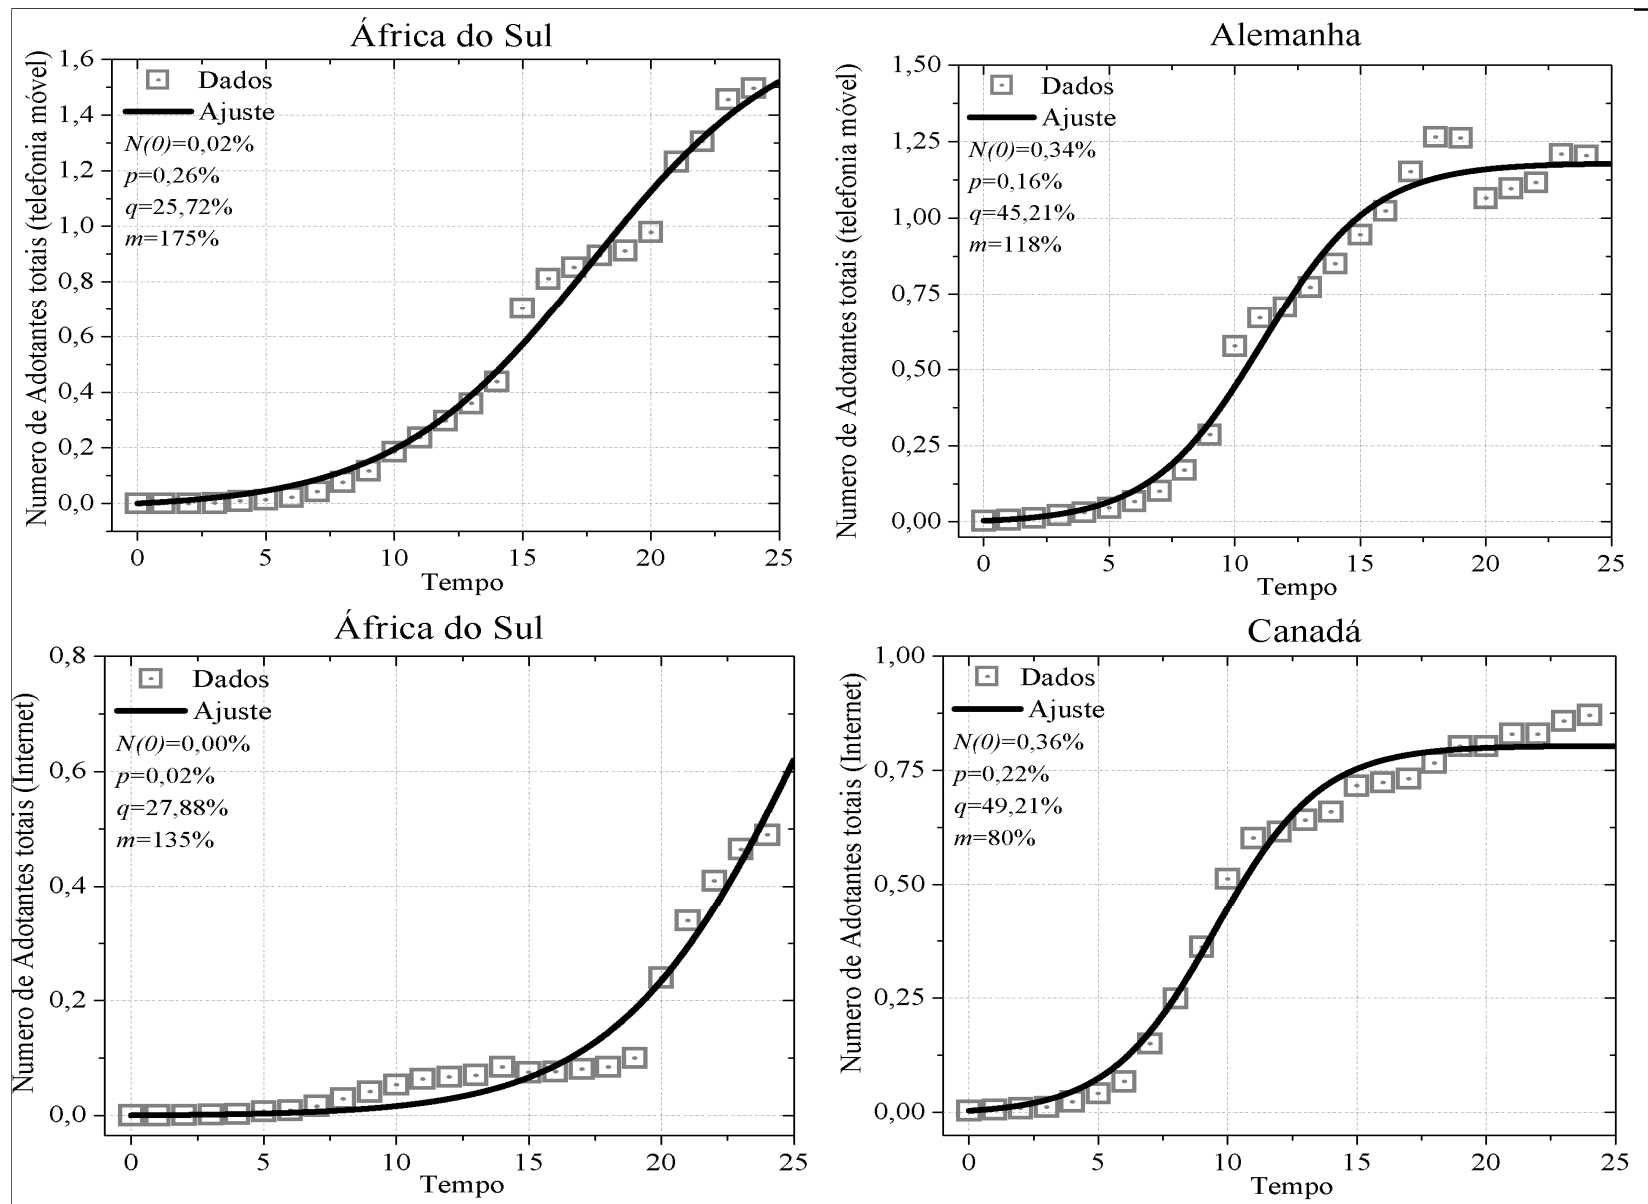 África do Sul
Numero de Adotantes totais (telefonia móvel)
1,6
1,4
1,2
1,0
0,8
0,6
0,4
0,2
0,0
Dados
Ajuste
N(0)=0,02%
p=0,26%
q=25,72%
m=175%
0 5 10 15 20 25
Tempo
Alemanha
Numero de Adotantes totais (telefonia móvel)
1,50
1,25
1,00
0,75
0,50
0,25
0,00
Dados
Ajuste
N(0)=0,34%
p=0,16%
q=45,21%
m=118%
0 5 10 15 20 25
Tempo
África do Sul
Numero de Adotantes totais (Internet)
0,8
0,6
0,4
0,2
0,0
Dados
Ajuste
N(0)=0,00%
p=0,02%
q=27,88%
m=135%
0 5 10 15 20 25
Tempo
Canadá
Numero de Adotantes totais (Internet)
1,00
0,75
0,50
0,25
0,00
Dados
Ajuste
N(0)=0,36%
p=0,22%
q=49,21%
m=80%
0 5 10 15 20 25
Tempo